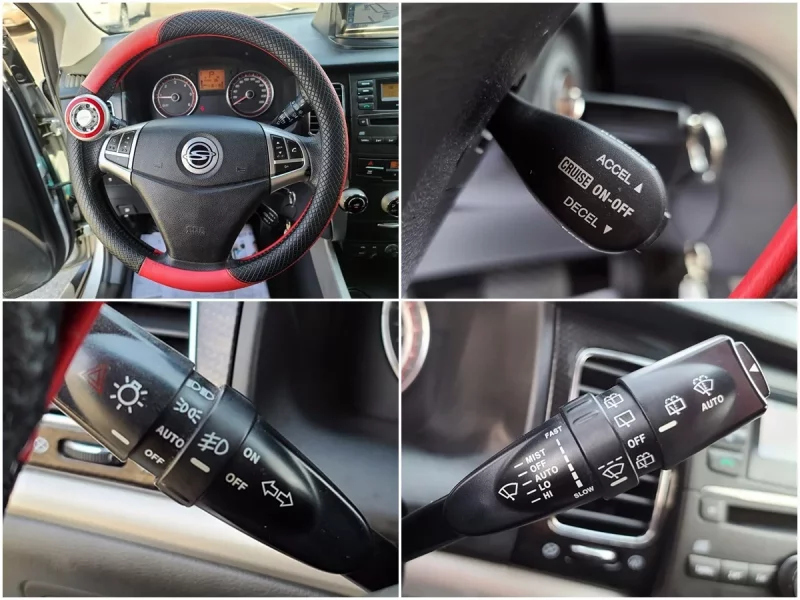 ACCEL
CRUISE ON-OFF
DECEL
AUTO
OFF
ON
OFF
FAST
MIST
OFF
AUTO
LO
HI
SLOW
OFF
AUTO